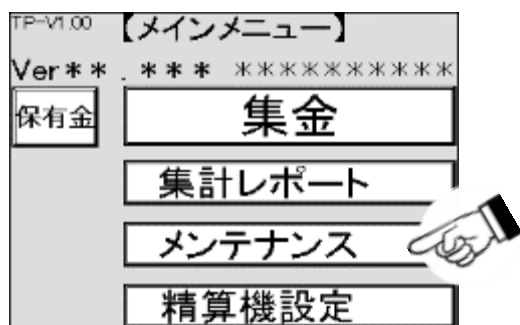 TP-V1.00 【メインメニュー】
Ver**.*** **********
保有金 集金
集計レポート
メンテナンス
精算機設定